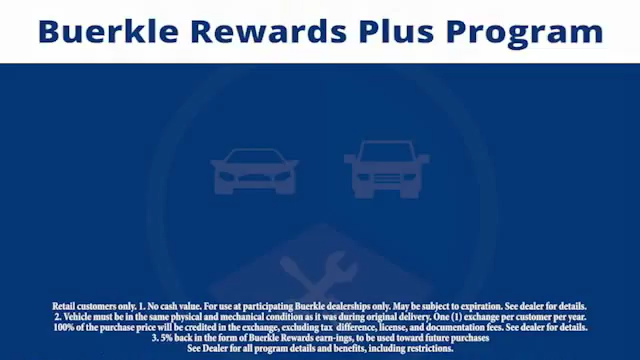 Buerkle Rewards Plus Program
Retail customers only. 1. No cash value. For use at participating Buerkle dealerships only. May be subject to expiration. See dealer for details.
2. Vehicle must be in the same physical and mechanical condition as it was during original delivery. One (1) exchange per customer per year.
100% of the purchase price will be credited in the exchange, excluding tax difference, license, and documentation fees. See dealer for details.
3. 5% back in the form of Buerkle Rewards earn-ings, to be used toward future purchases
See Dealer for all program details and benefits, including restrictions.